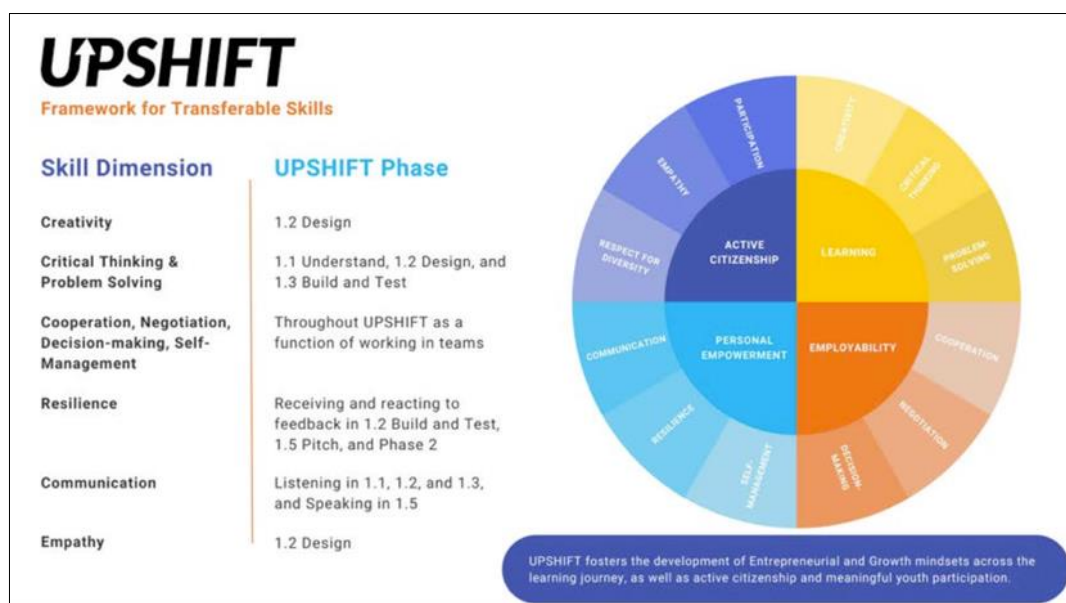 UPSHIFT
Framework for Transferable Skills
Skill Dimension
UPSHIFT Phase
Creativity
1.2 Design
Critical Thinking &
Problem Solving
1.1 Understand, 1.2 Design, and
1.3 Build and Test
Cooperation, Negotiation,
Decision-making, Self-
Management
Throughout UPSHIFT as a
function of working in teams
Resilience
Receiving and reacting to
feedback in 1.2 Build and Test,
1.5 Pitch, and Phase 2
Communication
Listening in 1.1, 1.2, and 1.3,
and Speaking in 1.5
Empathy
1.2 Design
PARTICIPATION
EMPATHY
RESPECT FOR
DIVERSITY
ACTIVE
CITIZENSHIP
CREATIVITY
CRITICAL
THINKING
PROBLEM-
SOLVING
LEARNING
COMMUNICATION
RESILIENCE
SELF-
MANAGEMENT
PERSONAL
EMPOWERMENT
COOPERATION
NEGOTIATION
DECISION-
MAKING
EMPLOYABILITY
UPSHIFT fosters the development of Entrepreneurial and Growth mindsets across the
learning journey, as well as active citizenship and meaningful youth participation.